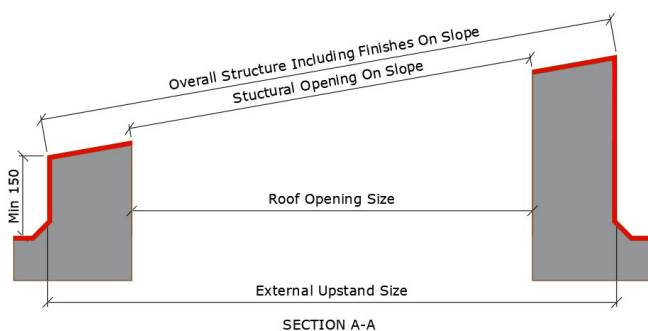 Overall Structure Including Finishes On Slope
Stuctural Opening On Slope
Min 150
Roof Opening Size
External Upstand Size
SECTION A-A